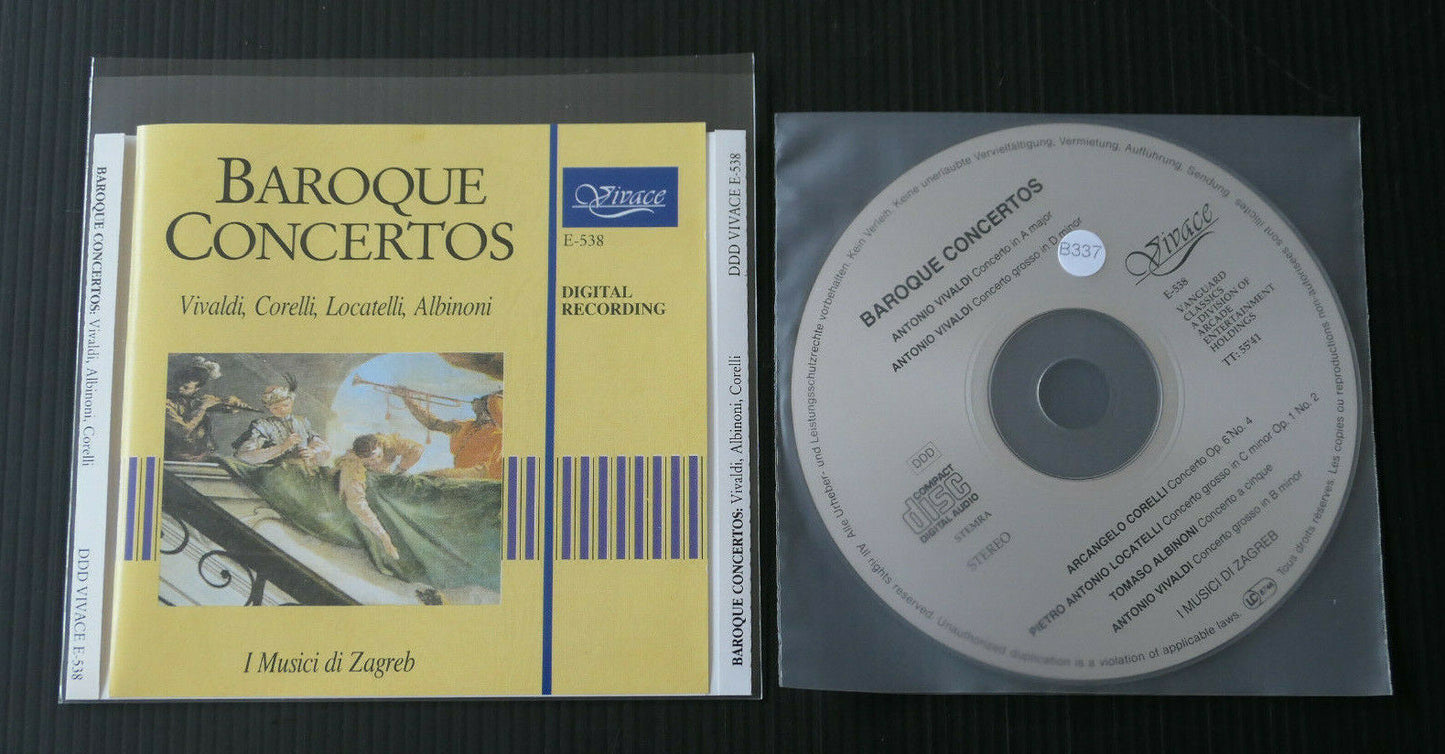 BAROQUE CONCERTOS: Vivaldi, Albinoni, Corelli
DDD VIVACE E-538
BAROQUE
CONCERTOS
Vivaldi, Corelli, Locatelli, Albinoni
I Musici di Zagreb
Vivace
E-538
DIGITAL
RECORDING
BAROQUE CONCERTOS: Vivaldi, Albinoni, Corelli
DDD VIVACE E-538
BAROQUE CONCERTOS
ANTONIO VIVALDI Concerto in A major
ANTONIO VIVALDI Concerto grosso in D minor
B337
Vivace
E-538
VANGUARD
CLASSICS
A DIVISION OF
ARCADE
ENTERTAINMENT
HOLDINGS
TT: 55'41
DDD
COMPACT
disc
DIGITAL AUDIO
STEMRA
STEREO
ARCANGELO CORELLI Concerto Op. 6 No. 4
PIETRO ANTONIO LOCATELLI Concerto grosso in C minor Op. 1 No. 2
TOMASO ALBINONI Concerto a cinque
ANTONIO VIVALDI Concerto grosso in B minor
I MUSICI DI ZAGREB
LC
Alle Urheber- und Leistungsschutzrechte vorbehalten. Kein Verleih. Keine unerlaubte Vervielfältigung, Vermietung, Aufführung, Sendung.
All rights reserved. Unauthorized duplication is a violation of applicable laws. Tous droits reservés. Les copies ou reproductions non-autorisées sont illicites